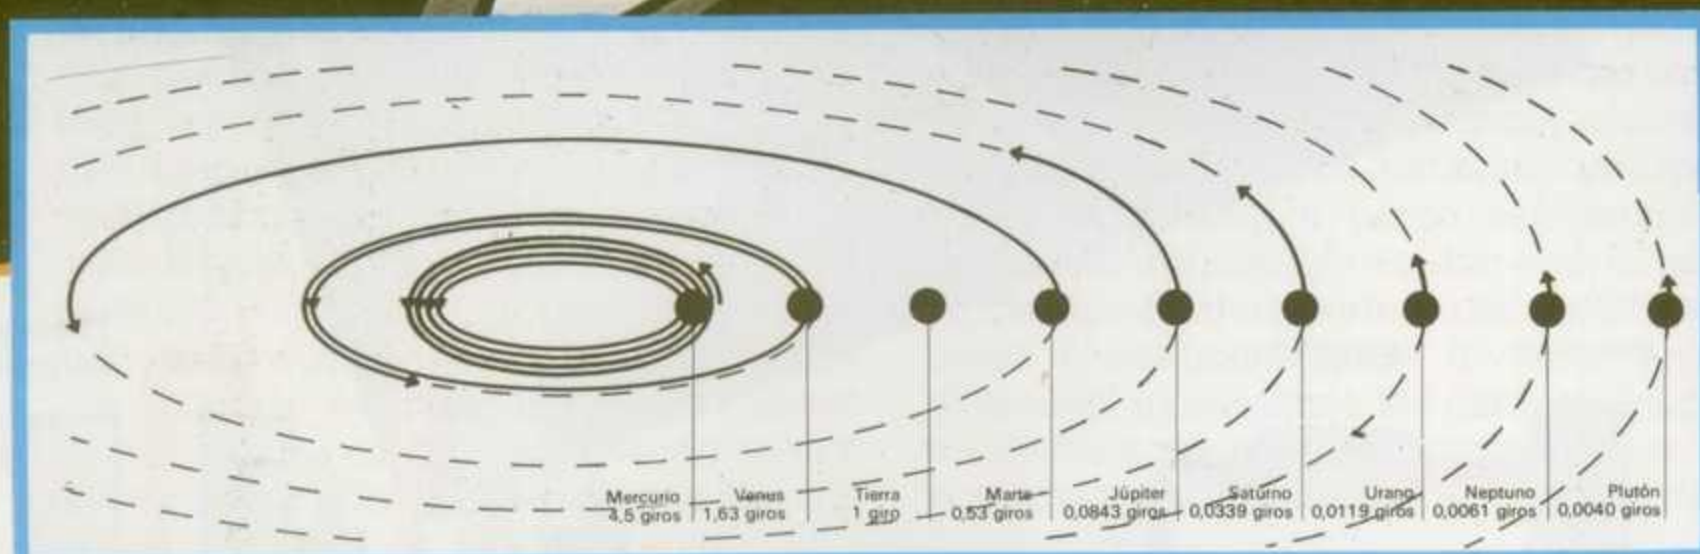 Mercurio
4,5 giros
Venus
1,63 giros
Tierra
1 giro
Marte
0,53 giros
Júpiter
0,0843 giros
Saturno
0,0339 giros
Urano
0,0119 giros
Neptuno
0,0061 giros
Plutón
0,0040 giros